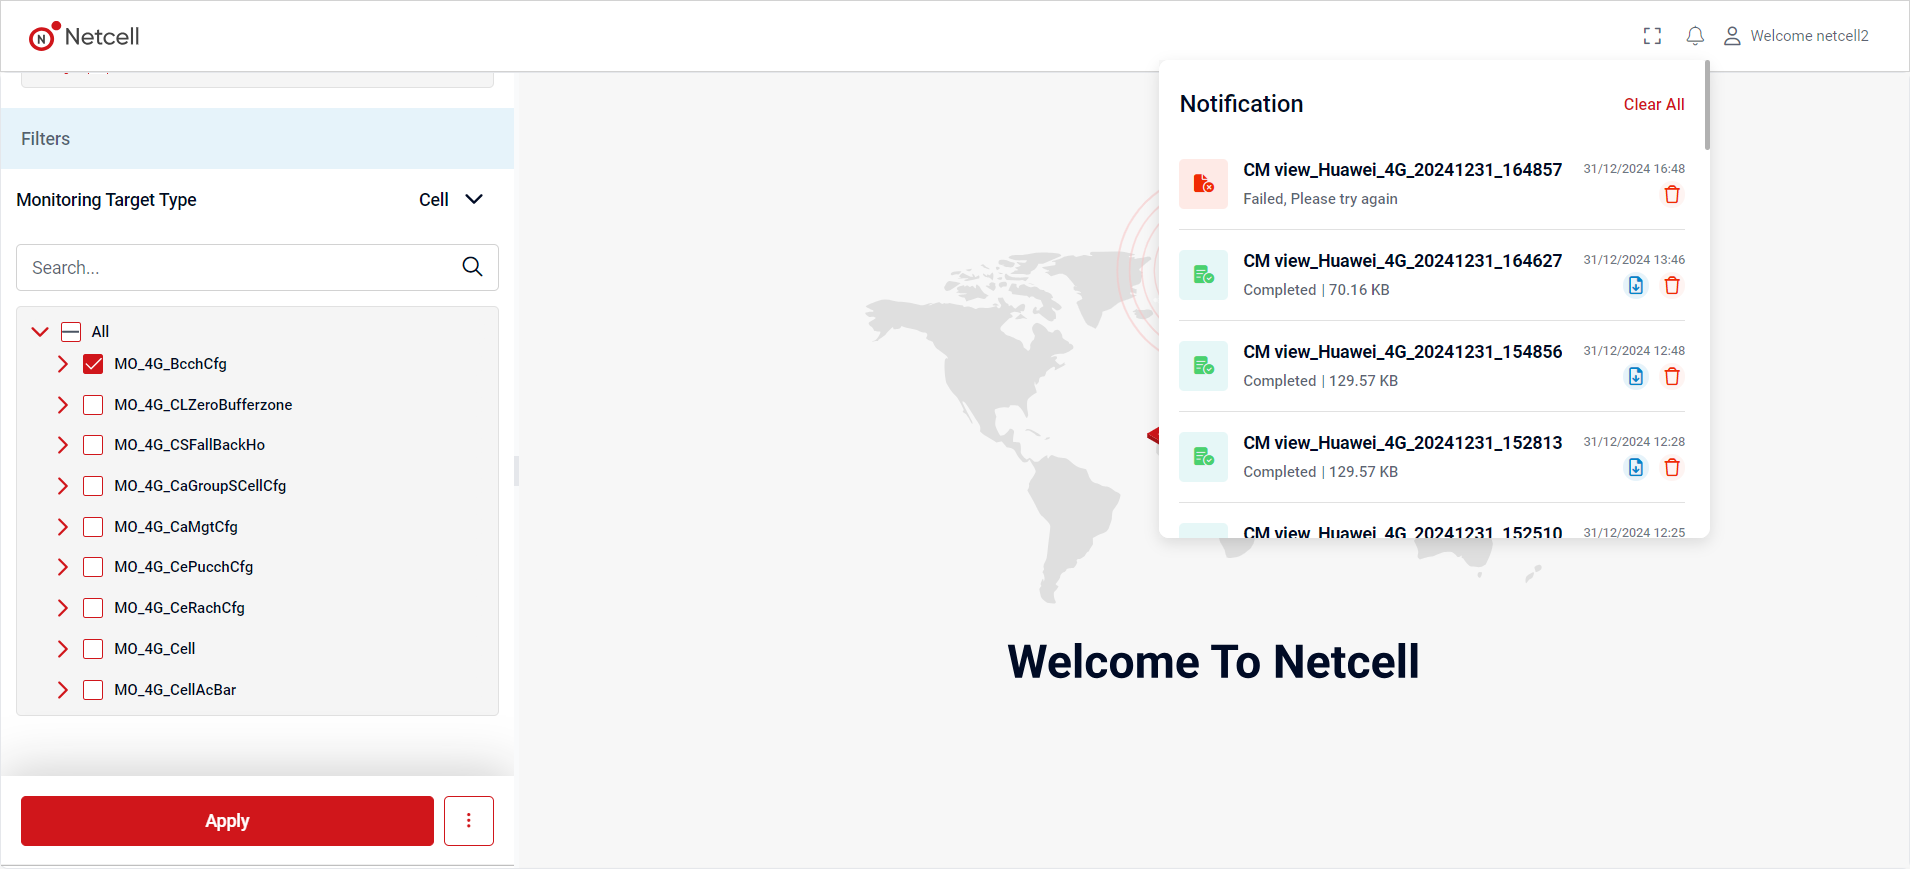 Netcell
Welcome netcell2
Filters
Monitoring Target Type
Cell
Search...
All
MO_4G_BcchCfg
MO_4G_CLZeroBufferzone
MO_4G_CSFallBackHo
MO_4G_CaGroupSCellCfg
MO_4G_CaMgtCfg
MO_4G_CePucchCfg
MO_4G_CeRachCfg
MO_4G_Cell
MO_4G_CellAcBar
Apply
Notification
Clear All
CM view_Huawei_4G_20241231_164857
31/12/2024 16:48
Failed, Please try again
CM view_Huawei_4G_20241231_164627
31/12/2024 13:46
Completed | 70.16 KB
CM view_Huawei_4G_20241231_154856
31/12/2024 12:48
Completed | 129.57 KB
CM view_Huawei_4G_20241231_152813
31/12/2024 12:28
Completed | 129.57 KB
CM view_Huawei_4G_20241231_152510
31/12/2024 12:25
Welcome To Netcell